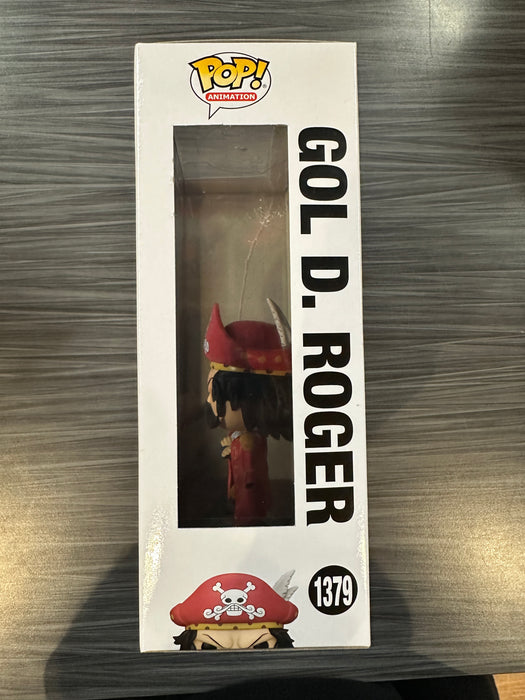 POP!
ANIMATION
GOL D. ROGER
1379